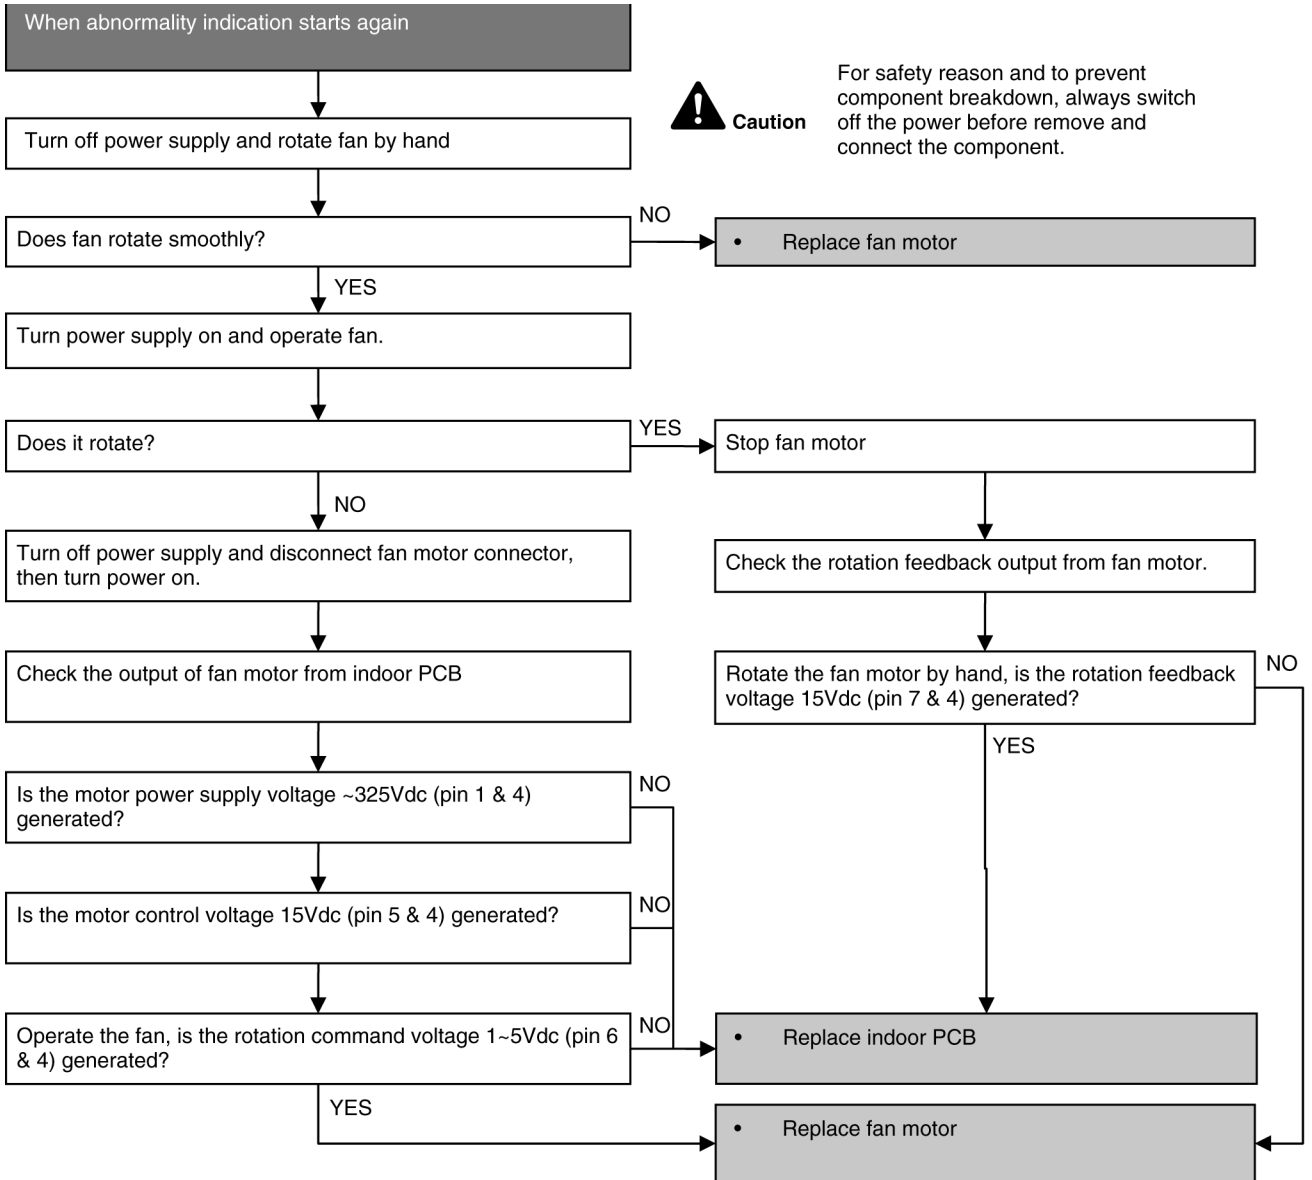 When abnormality indication starts again
For safety reason and to prevent
component breakdown, always switch
off the power before remove and
connect the component.
Caution
Turn off power supply and rotate fan by hand
Does fan rotate smoothly?
NO
• Replace fan motor
YES
Turn power supply on and operate fan.
Does it rotate?
YES
Stop fan motor
NO
Turn off power supply and disconnect fan motor connector,
then turn power on.
Check the rotation feedback output from fan motor.
Check the output of fan motor from indoor PCB
Rotate the fan motor by hand, is the rotation feedback
voltage 15Vdc (pin 7 & 4) generated?
NO
YES
Is the motor power supply voltage ~325Vdc (pin 1 & 4)
generated?
NO
Is the motor control voltage 15Vdc (pin 5 & 4) generated?
NO
Operate the fan, is the rotation command voltage 1~5Vdc (pin 6
& 4) generated?
NO
• Replace indoor PCB
YES
• Replace fan motor